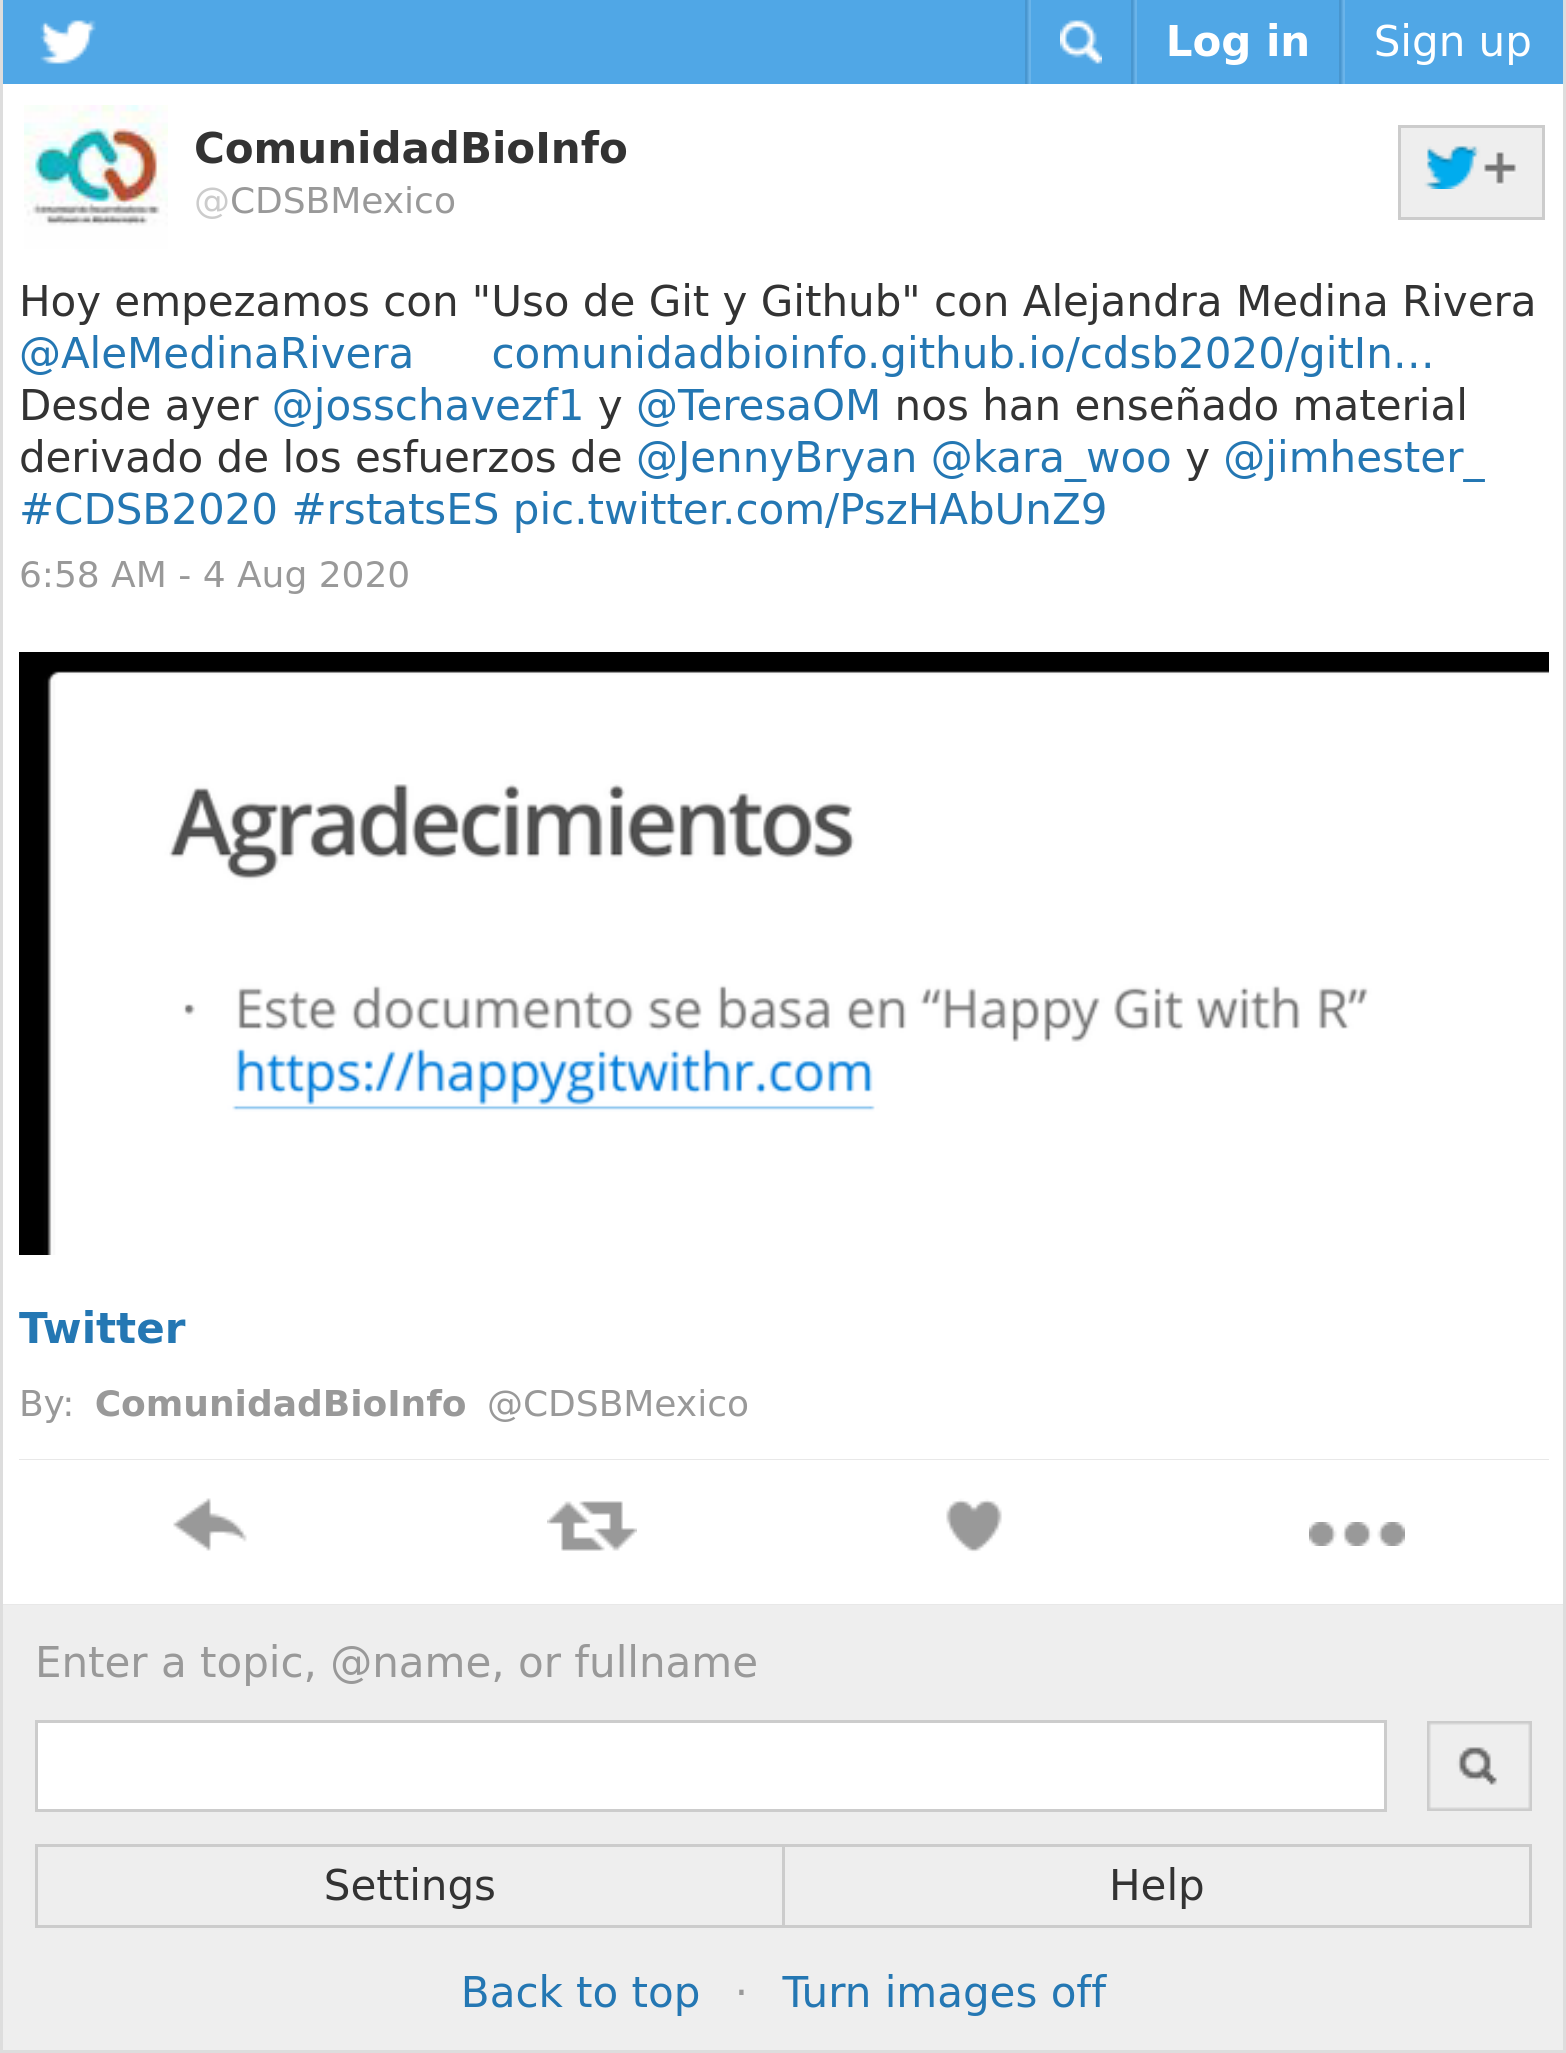 Log in
Sign up
ComunidadBioInfo
@CDSBMexico
Hoy empezamos con "Uso de Git y Github" con Alejandra Medina Rivera
@AleMedinaRivera comunidadbioinfo.github.io/cdsb2020/gitIn…
Desde ayer @josschavezf1 y @TeresaOM nos han enseñado material
derivado de los esfuerzos de @JennyBryan @kara_woo y @jimhester_
#CDSB2020 #rstatsES pic.twitter.com/PszHAbUnZ9
6:58 AM - 4 Aug 2020
Agradecimientos
· Este documento se basa en “Happy Git with R”
https://happygitwithr.com
Twitter
By: ComunidadBioInfo @CDSBMexico
Enter a topic, @name, or fullname
Settings
Help
Back to top · Turn images off